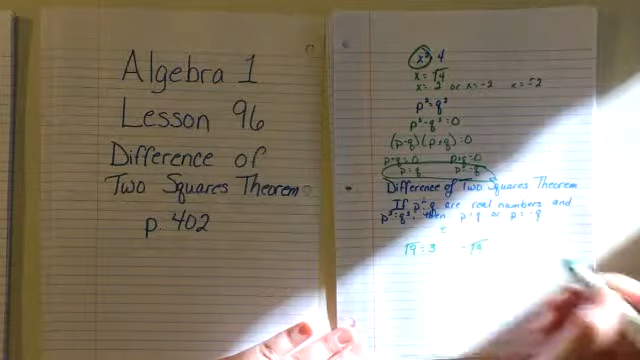 Algebra 1
Lesson 96
Difference of
Two Squares Theorem
p. 402
x² 4
x = √4
x = 2 or x = -2 x = ±2
p² = q²
p² - q² = 0
(p-q)(p+q)=0
p-q=0 p+q=0
p=q p=-q
Difference of Two Squares Theorem
If p & q are real numbers and
p²=q², then p=q or p=-q
√9 = 3 -√9